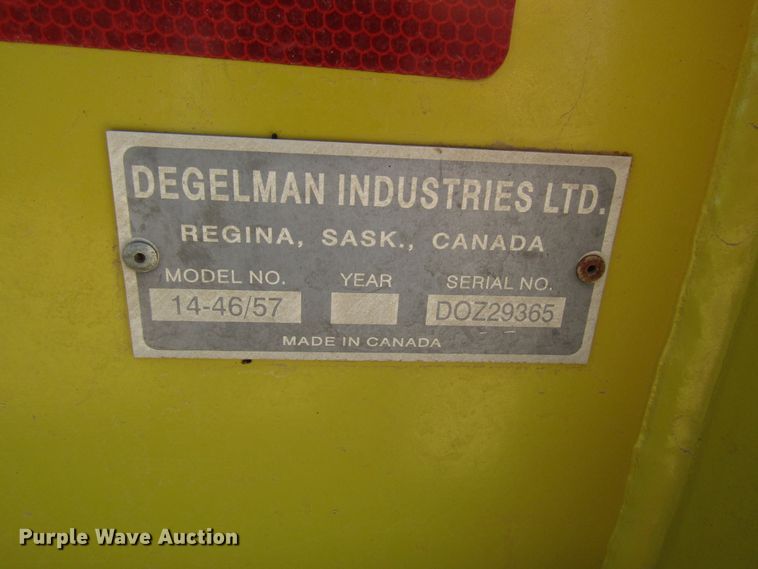 DEGELMAN INDUSTRIES LTD.
REGINA, SASK., CANADA
MODEL NO. YEAR SERIAL NO.
14-46/57 DOZ29365
MADE IN CANADA
Purple Wave Auction